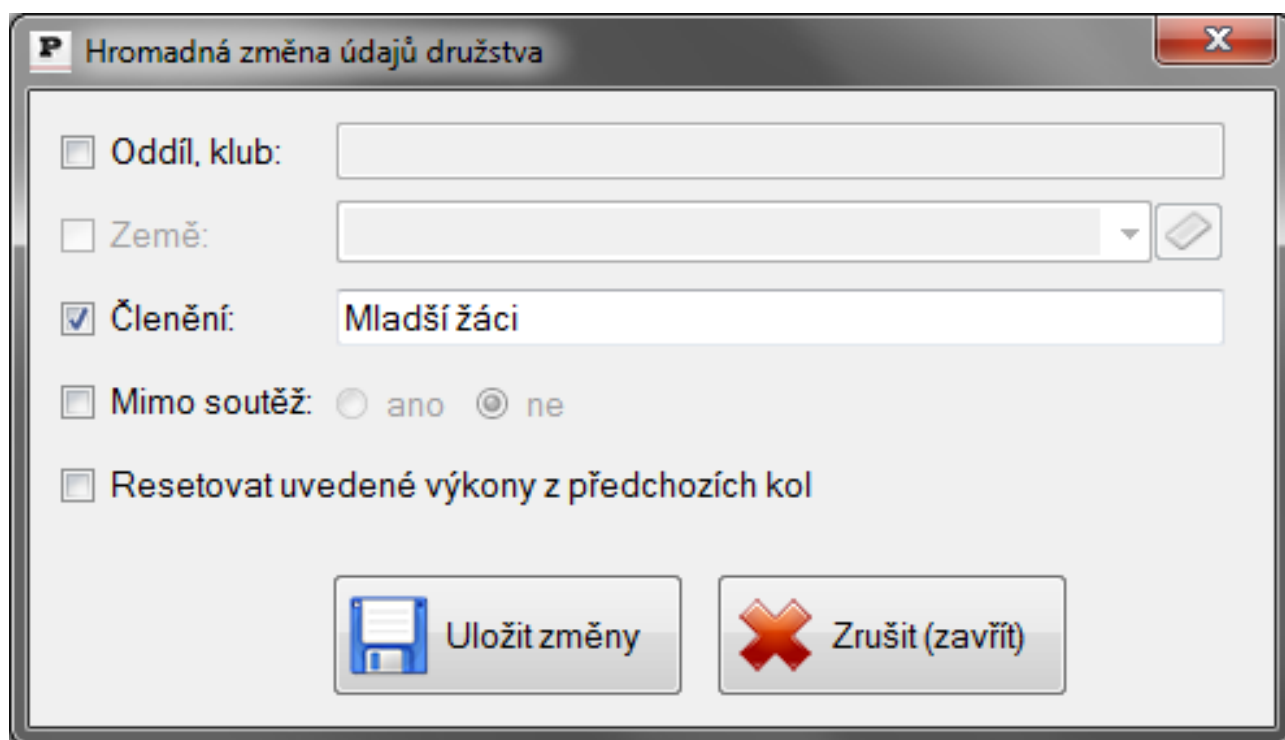 P Hromadná změna údajů družstva
Oddíl, klub:
Země:
Členění: Mladší žáci
Mimo soutěž: ano ne
Resetovat uvedené výkony z předchozích kol
Uložit změny Zrušit (zavřít)